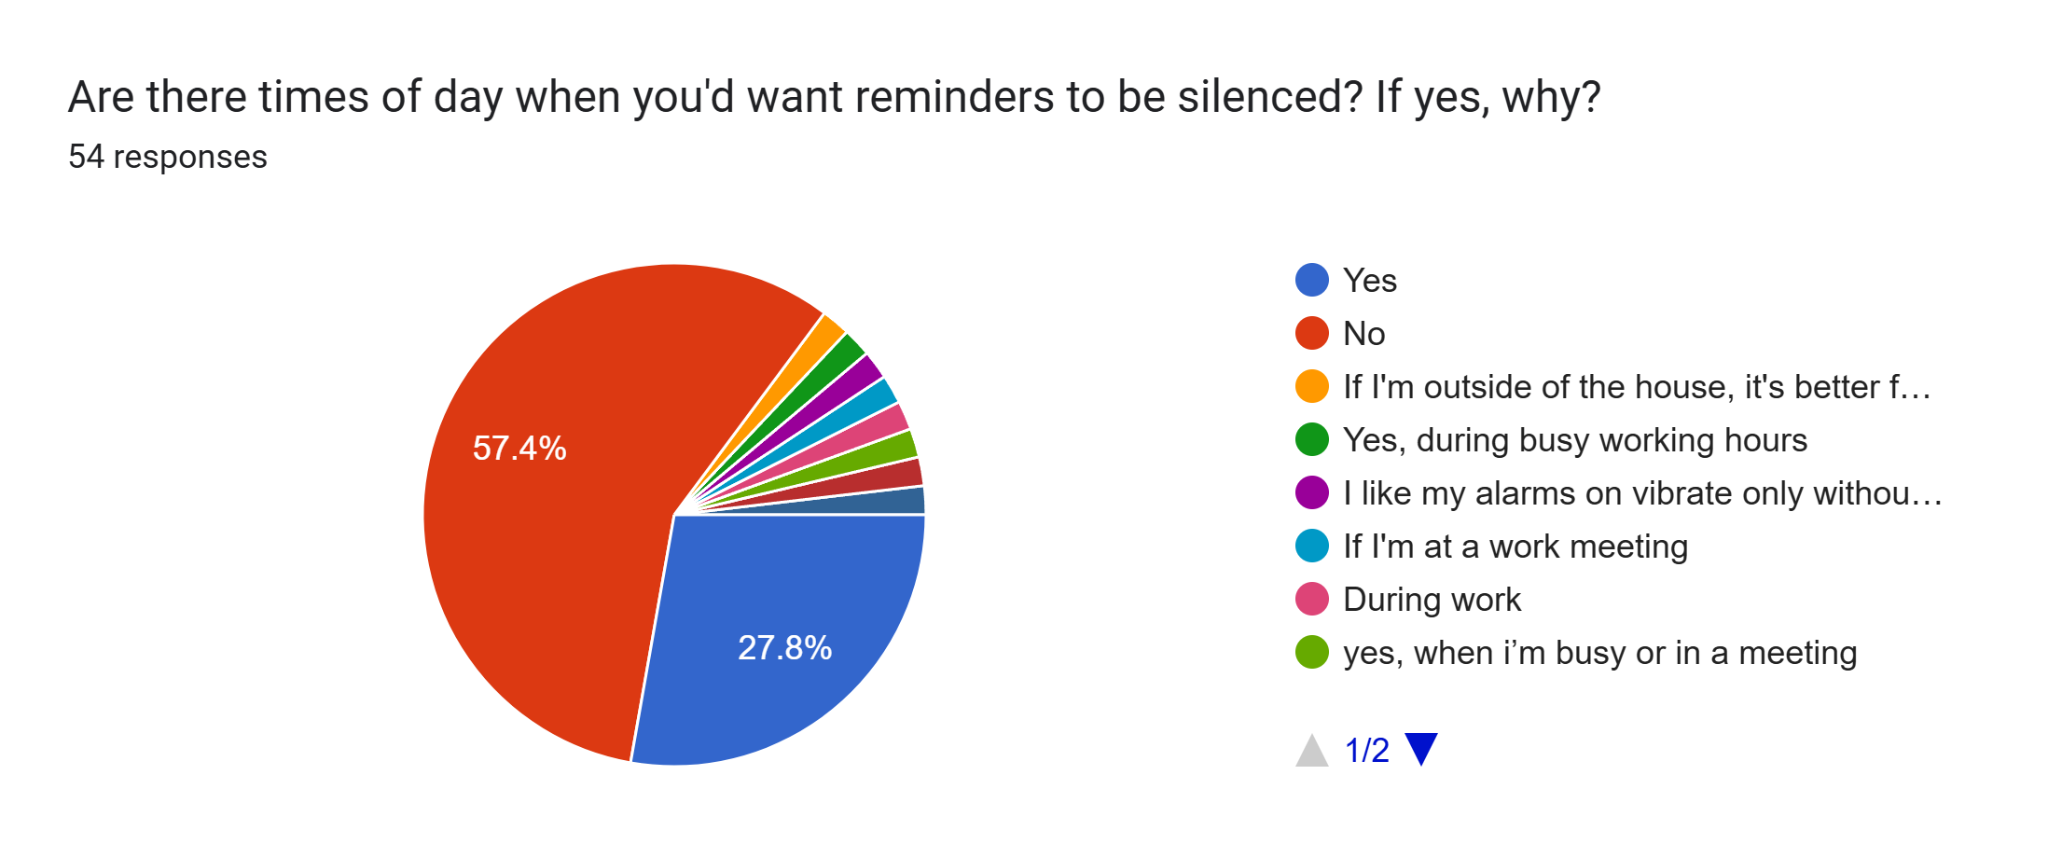 Are there times of day when you'd want reminders to be silenced? If yes, why?
54 responses
57.4%
27.8%
Yes
No
If I'm outside of the house, it's better f…
Yes, during busy working hours
I like my alarms on vibrate only withou…
If I'm at a work meeting
During work
yes, when i’m busy or in a meeting
1/2